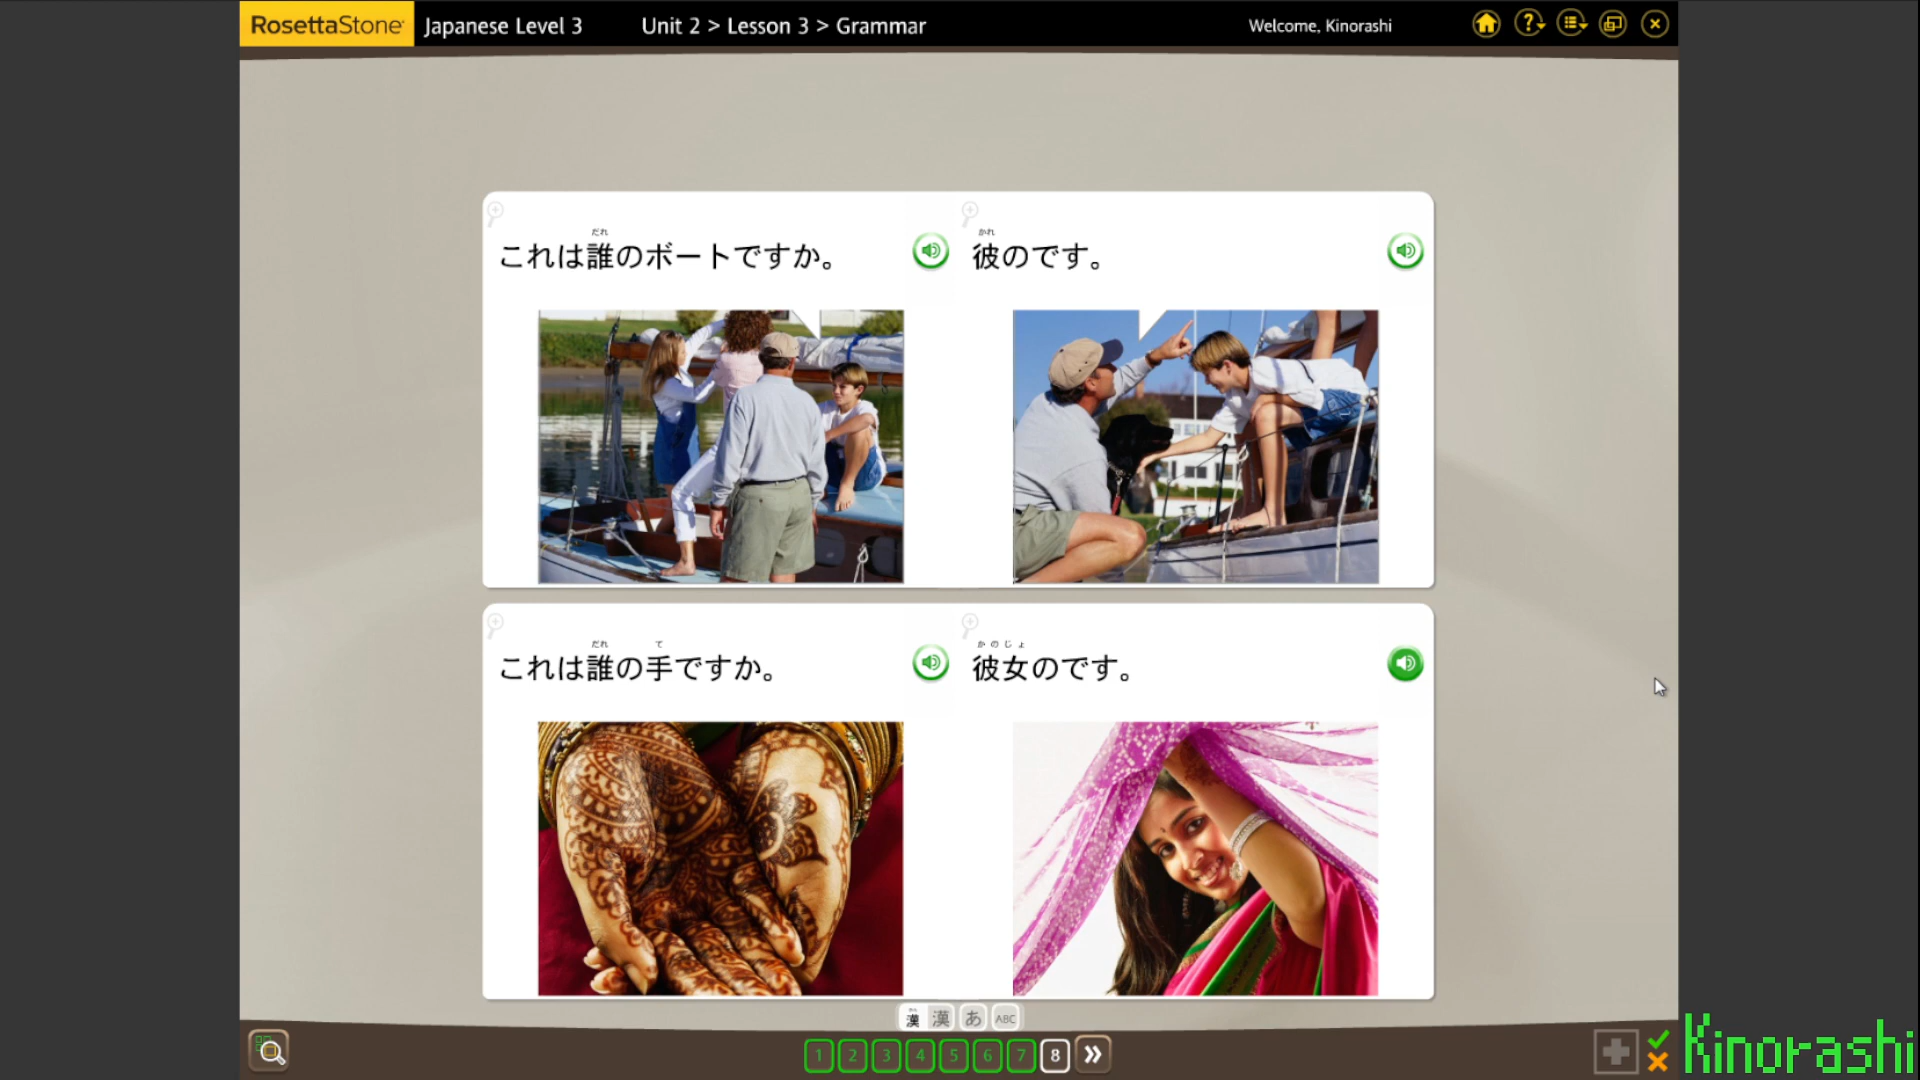 RosettaStone
Japanese Level 3
Unit 2 > Lesson 3 > Grammar
Welcome, Kinorashi
だれ
これは誰のボートですか。
かれ
彼のです。
だれ て
これは誰の手ですか。
かのじょ
彼女のです。
漢 漢 あ ABC
1 2 3 4 5 6 7 8
Kinorashi